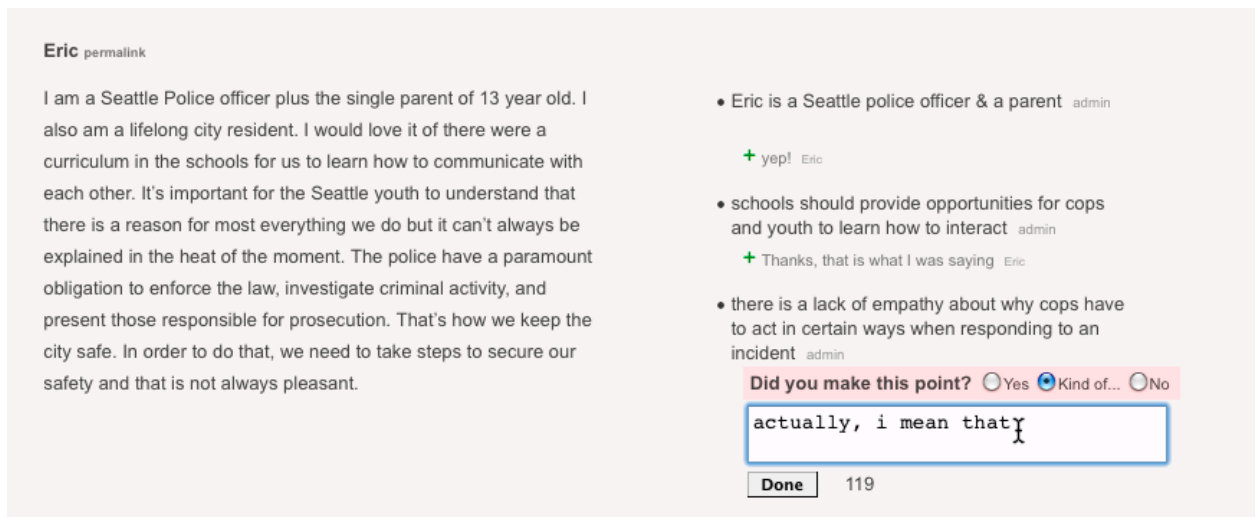 Eric permalink
I am a Seattle Police officer plus the single parent of 13 year old. I
also am a lifelong city resident. I would love it of there were a
curriculum in the schools for us to learn how to communicate with
each other. It's important for the Seattle youth to understand that
there is a reason for most everything we do but it can't always be
explained in the heat of the moment. The police have a paramount
obligation to enforce the law, investigate criminal activity, and
present those responsible for prosecution. That's how we keep the
city safe. In order to do that, we need to take steps to secure our
safety and that is not always pleasant.
• Eric is a Seattle police officer & a parent admin
+ yep! Eric
• schools should provide opportunities for cops
and youth to learn how to interact admin
+ Thanks, that is what I was saying Eric
• there is a lack of empathy about why cops have
to act in certain ways when responding to an
incident admin
Did you make this point? Yes Kind of... No
actually, i mean that
Done 119